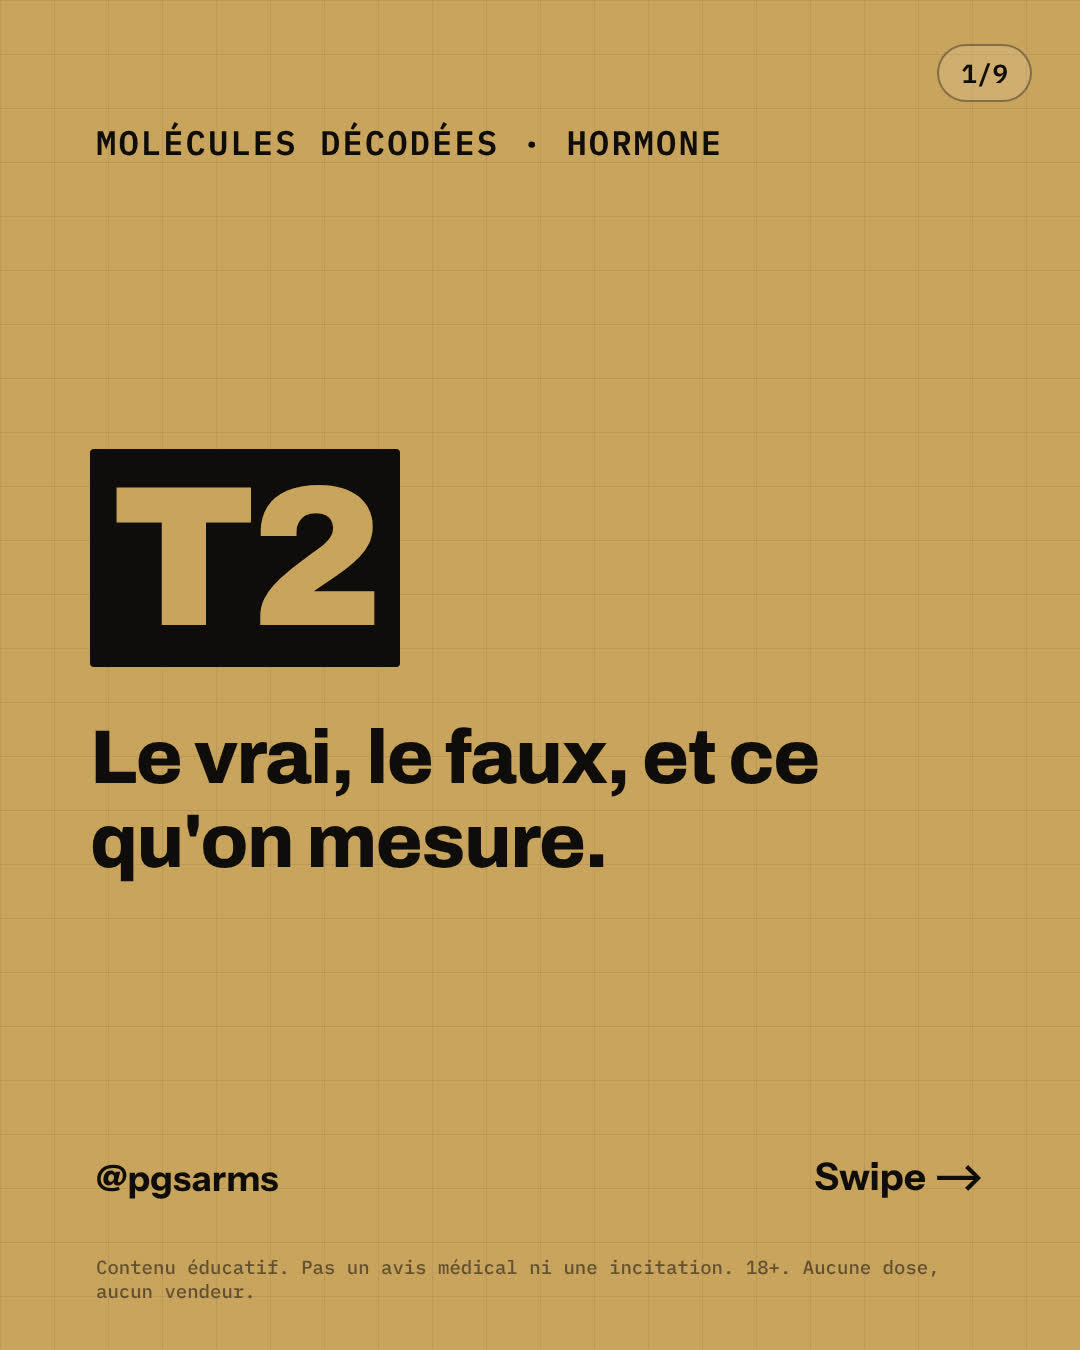 1/9
MOLÉCULES DÉCODÉES · HORMONE
T2
Le vrai, le faux, et ce
qu'on mesure.
@pgsarms
Swipe →
Contenu éducatif. Pas un avis médical ni une incitation. 18+. Aucune dose,
aucun vendeur.